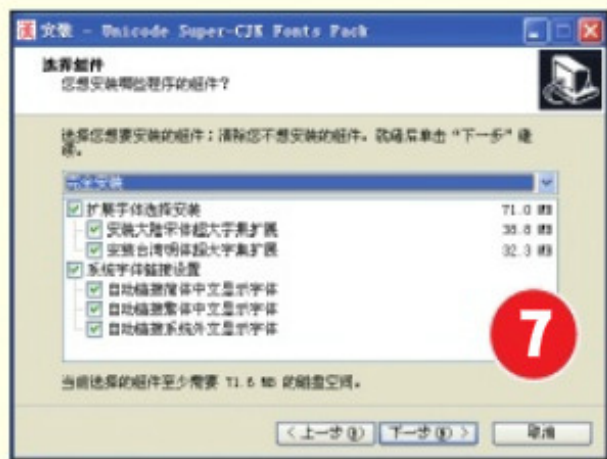 安装 - Unicode Super-CJK Fonts Pack
选择组件
您想安装哪些程序的组件？
选择您想要安装的组件；清除您不想安装的组件。就绪后单击“下一步”继
续。
完全安装
扩展字体选择安装 71.0 MB
安装大陆宋体超大字集扩展 38.8 MB
安装台湾明体超大字集扩展 32.3 MB
系统字体链接设置
自动链接简体中文显示字体
自动链接繁体中文显示字体
自动链接系统外文显示字体
7
当前选择的组件至少需要 71.6 MB 的磁盘空间。
<上一步(B) 下一步(N)> 取消